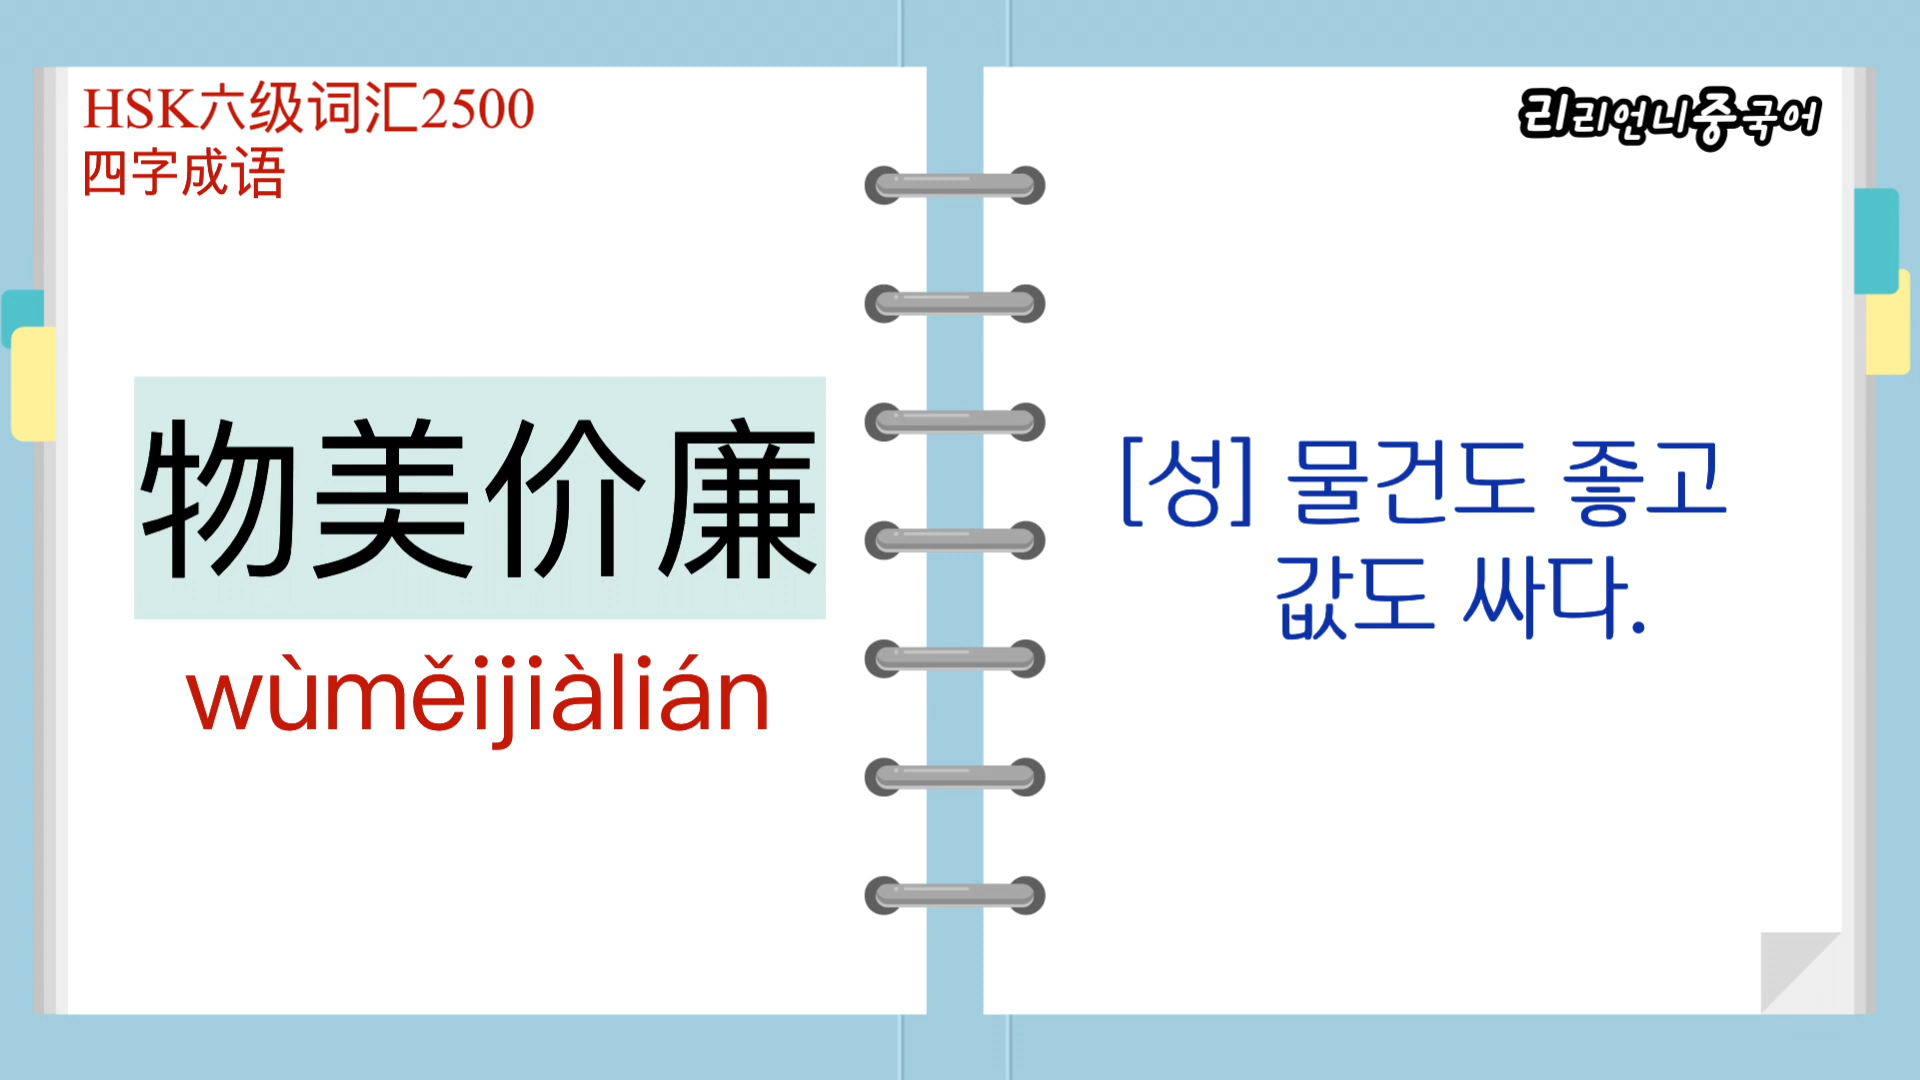 HSK六级词汇2500
四字成语
物美价廉
wùměijiàlián
리리언니중국어
[성] 물건도 좋고
값도 싸다.